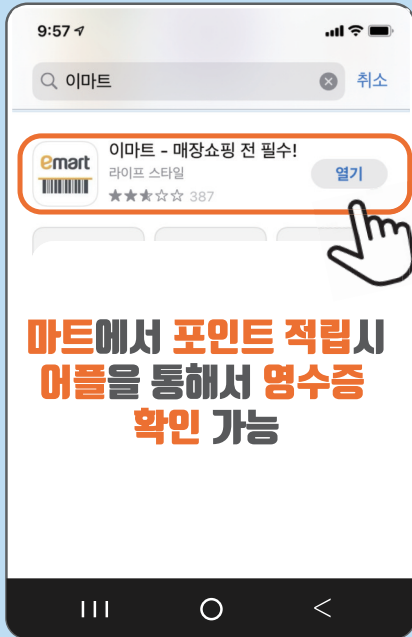 9:57
이마트
취소
emart
이마트 - 매장쇼핑 전 필수!
라이프 스타일
387
열기
마트에서 포인트 적립시
어플을 통해서 영수증
확인 가능